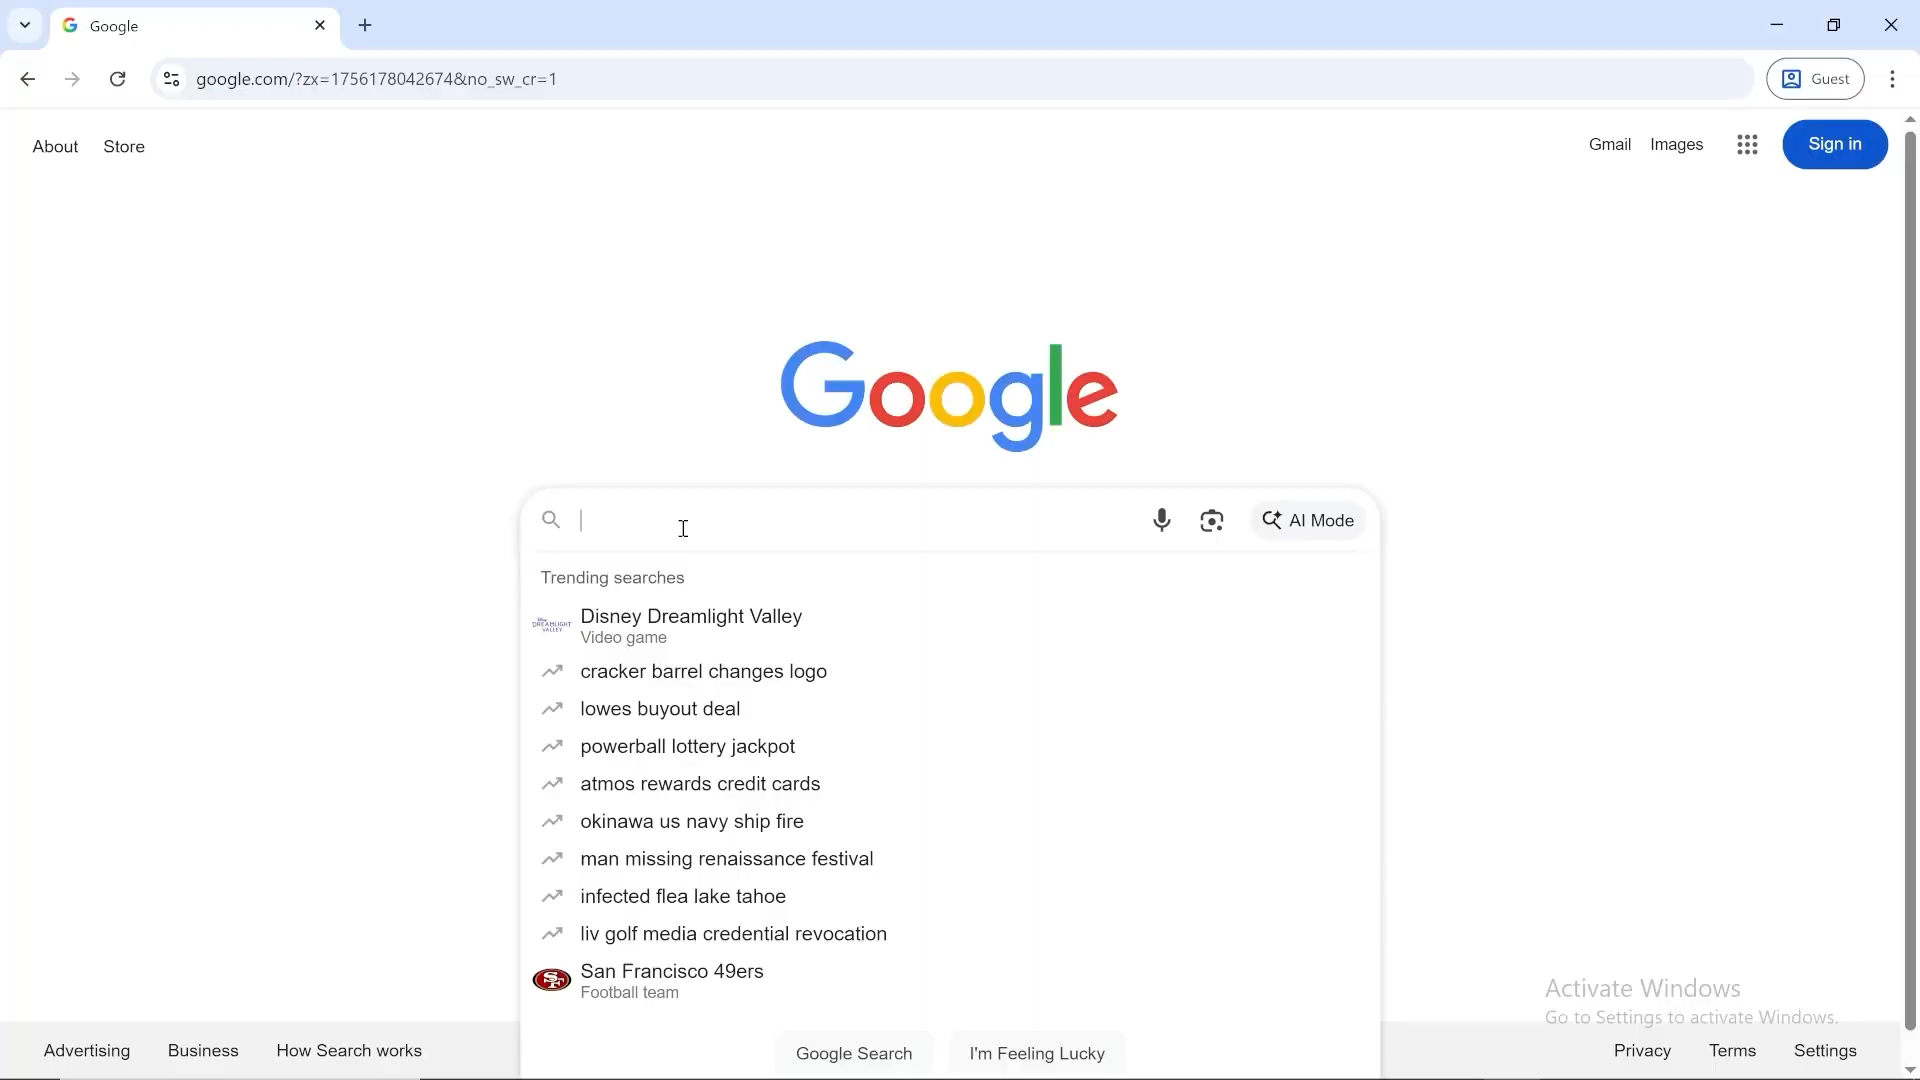 Google
google.com/?zx=1756178042674&no_sw_cr=1
Guest
About Store
Gmail Images Sign in
Google
AI Mode
Trending searches
DREAMLIGHT
VALLEY
Disney Dreamlight Valley
Video game
cracker barrel changes logo
lowes buyout deal
powerball lottery jackpot
atmos rewards credit cards
okinawa us navy ship fire
man missing renaissance festival
infected flea lake tahoe
liv golf media credential revocation
SF
San Francisco 49ers
Football team
Google Search I'm Feeling Lucky
Activate Windows
Go to Settings to activate Windows.
Advertising Business How Search works
Privacy Terms Settings